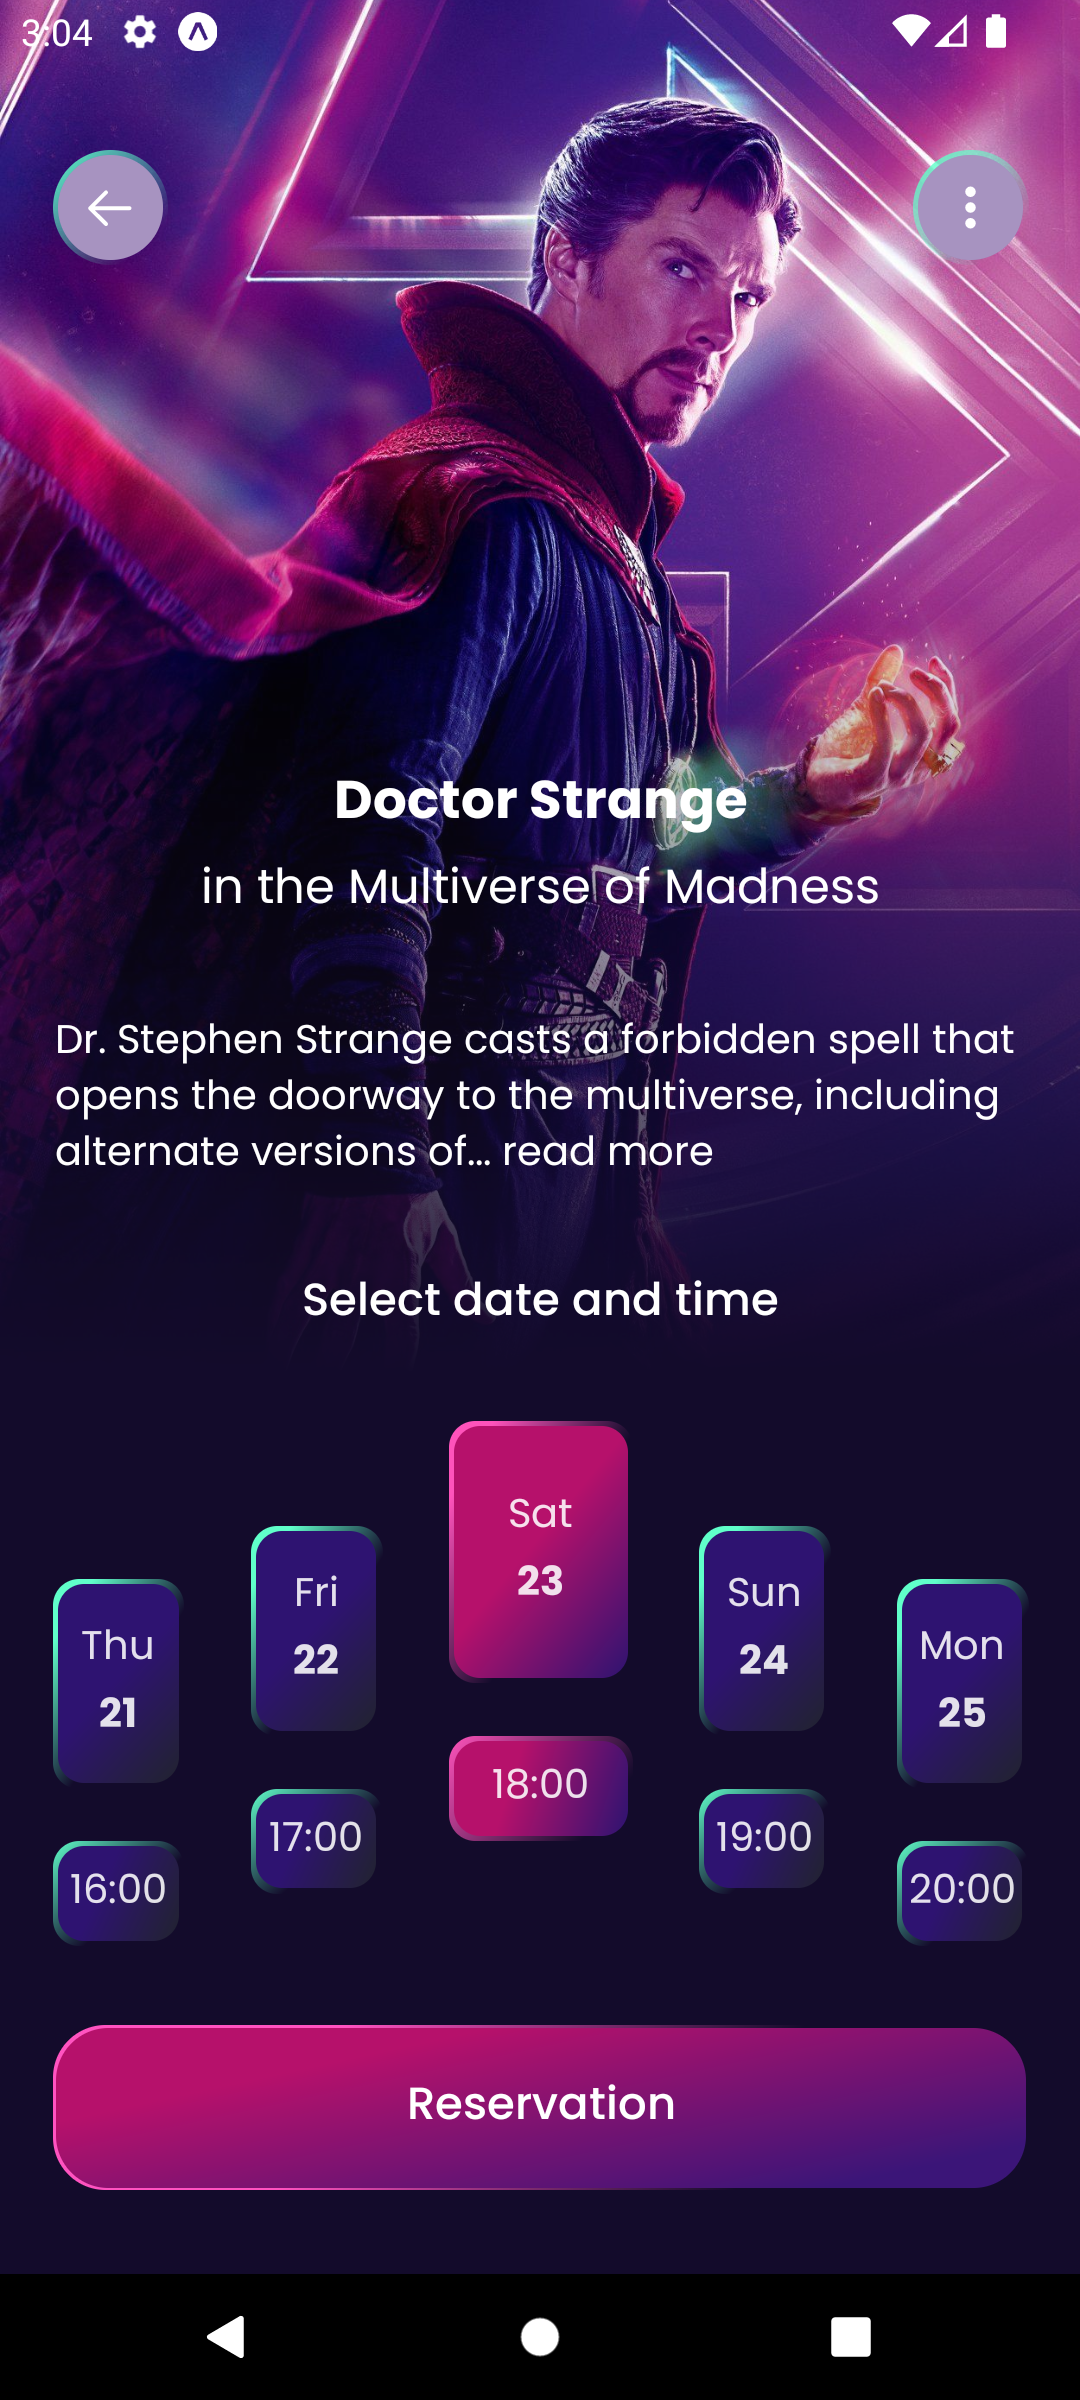 3:04
Doctor Strange
in the Multiverse of Madness
Dr. Stephen Strange casts a forbidden spell that
opens the doorway to the multiverse, including
alternate versions of... read more
Select date and time
Thu
21
Fri
22
Sat
23
Sun
24
Mon
25
16:00
17:00
18:00
19:00
20:00
Reservation